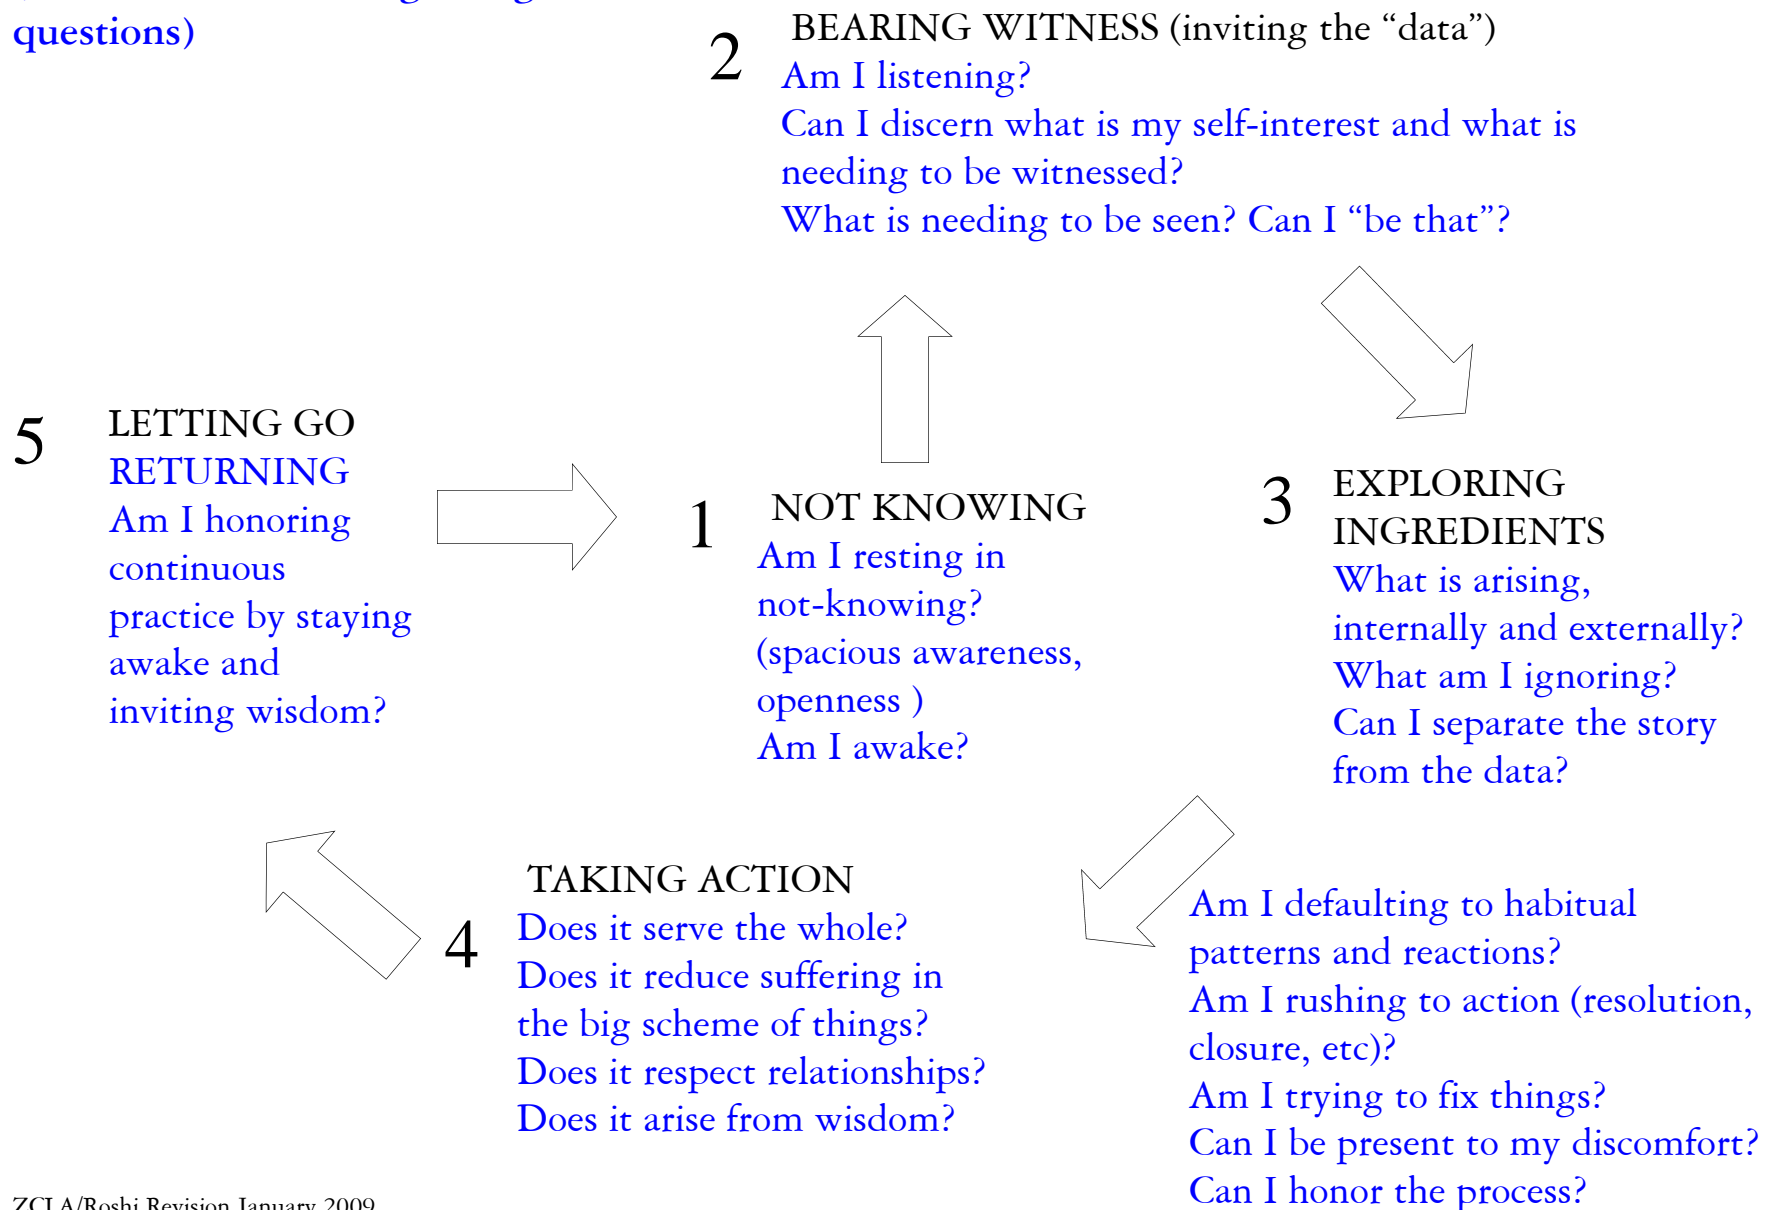 questions)
1
NOT KNOWING
Am I resting in
not-knowing?
(spacious awareness,
openness )
Am I awake?
2
BEARING WITNESS (inviting the “data”)
Am I listening?
Can I discern what is my self-interest and what is
needing to be witnessed?
What is needing to be seen? Can I “be that”?
3
EXPLORING
INGREDIENTS
What is arising,
internally and externally?
What am I ignoring?
Can I separate the story
from the data?
Am I defaulting to habitual
patterns and reactions?
Am I rushing to action (resolution,
closure, etc)?
Am I trying to fix things?
Can I be present to my discomfort?
Can I honor the process?
4
TAKING ACTION
Does it serve the whole?
Does it reduce suffering in
the big scheme of things?
Does it respect relationships?
Does it arise from wisdom?
5
LETTING GO
RETURNING
Am I honoring
continuous
practice by staying
awake and
inviting wisdom?
ZCLA/Roshi Revision January 2009